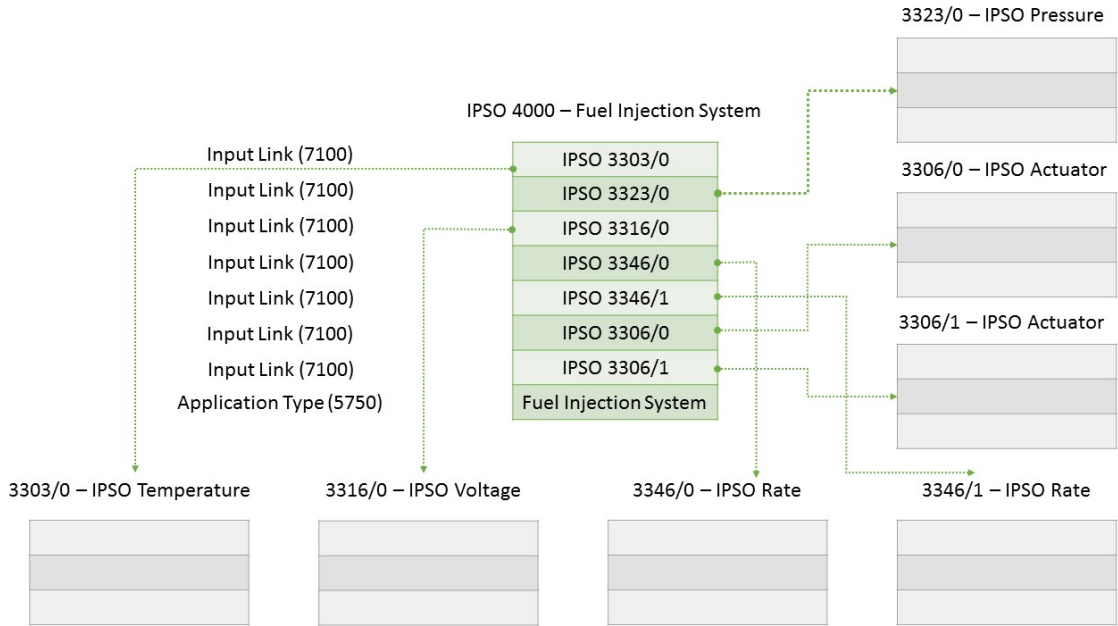 3323/0 – IPSO Pressure
IPSO 4000 – Fuel Injection System
Input Link (7100)
IPSO 3303/0
Input Link (7100)
IPSO 3323/0
3306/0 – IPSO Actuator
Input Link (7100)
IPSO 3316/0
Input Link (7100)
IPSO 3346/0
Input Link (7100)
IPSO 3346/1
Input Link (7100)
IPSO 3306/0
3306/1 – IPSO Actuator
Input Link (7100)
IPSO 3306/1
Application Type (5750)
Fuel Injection System
3303/0 – IPSO Temperature
3316/0 – IPSO Voltage
3346/0 – IPSO Rate
3346/1 – IPSO Rate